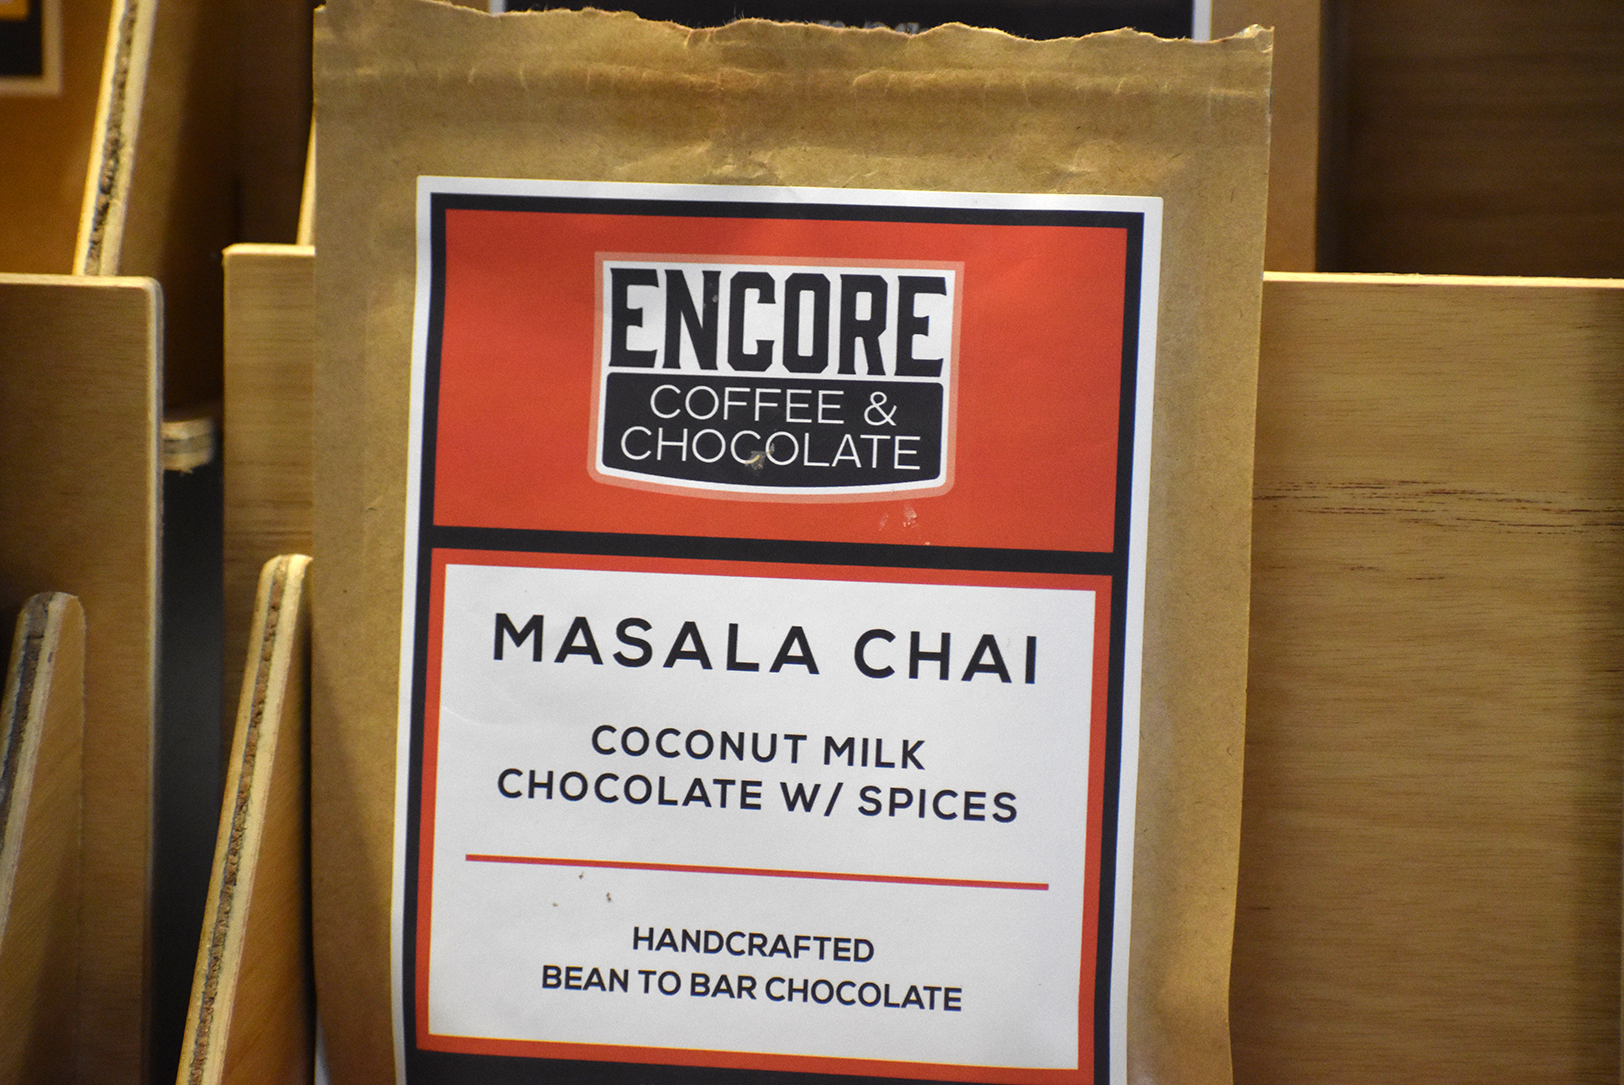 ENCORE
COFFEE &
CHOCOLATE
MASALA CHAI
COCONUT MILK
CHOCOLATE W/ SPICES
HANDCRAFTED
BEAN TO BAR CHOCOLATE